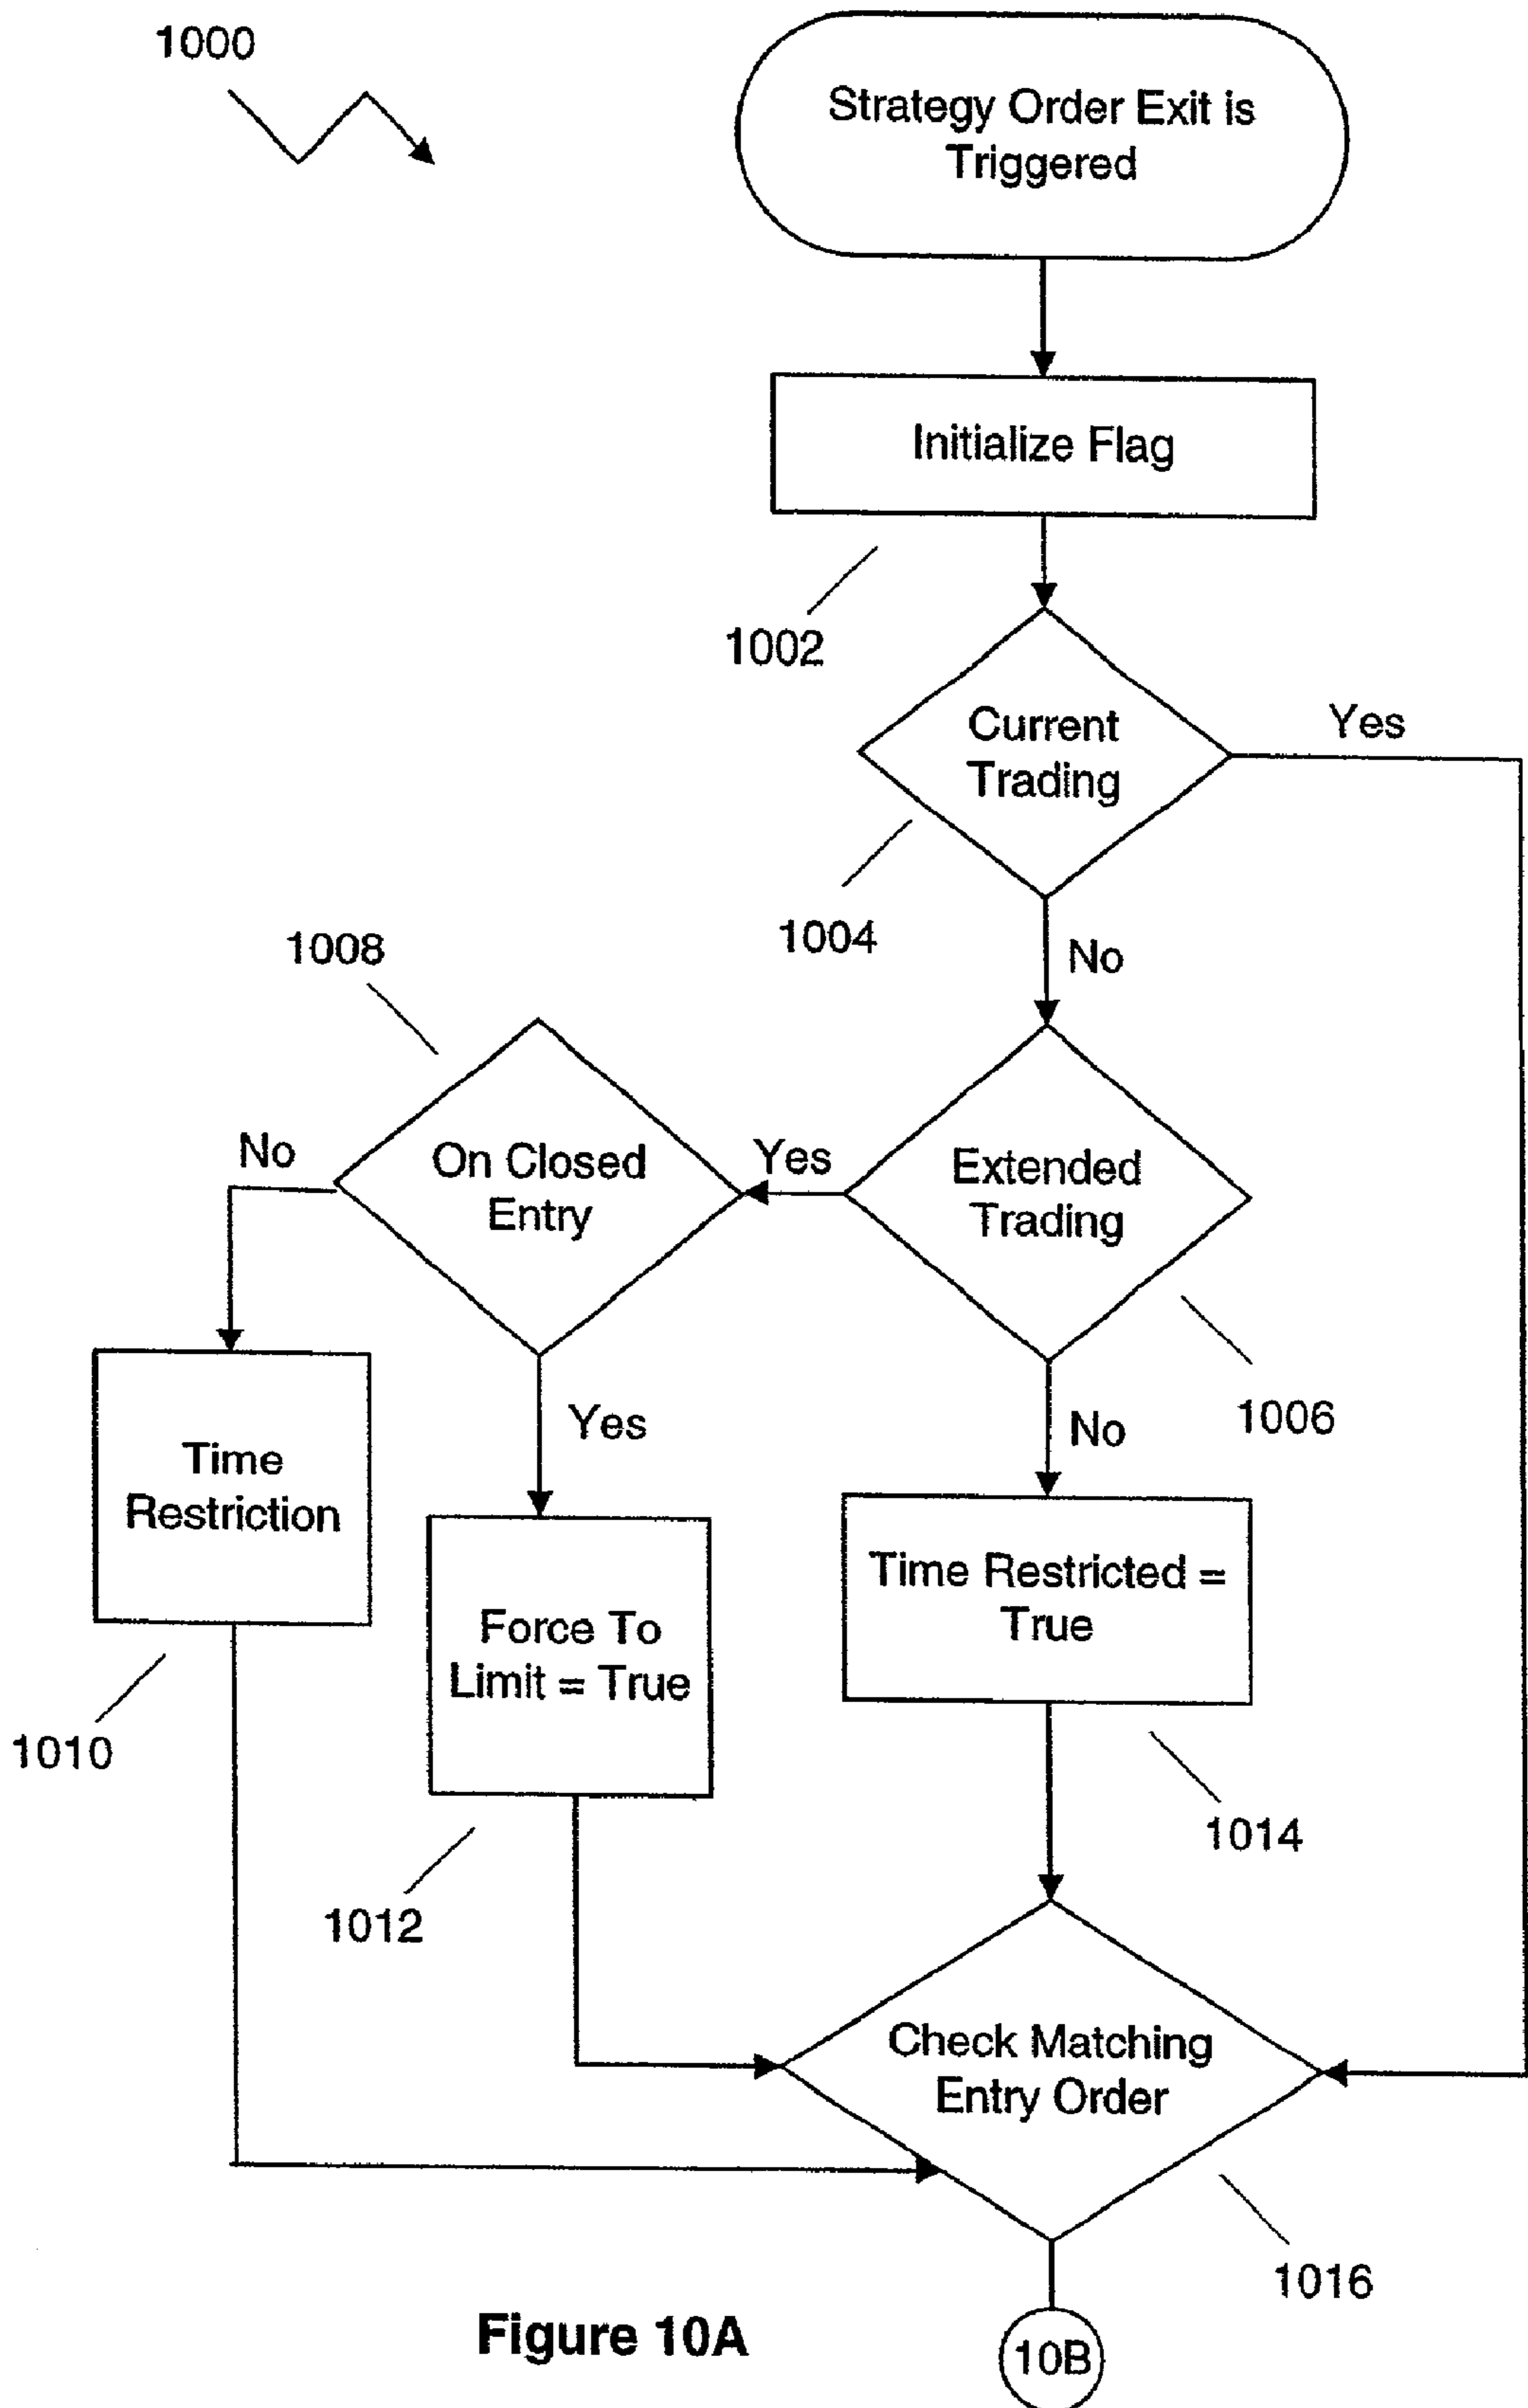 1000
Strategy Order Exit is
Triggered
Initialize Flag
1002
Current
Trading
Yes
1004
No
1008
On Closed
Entry
No
Yes
Extended
Trading
1006
Yes
No
Time
Restriction
1010
Force To
Limit = True
1012
Time Restricted =
True
1014
Check Matching
Entry Order
1016
Figure 10A
10B